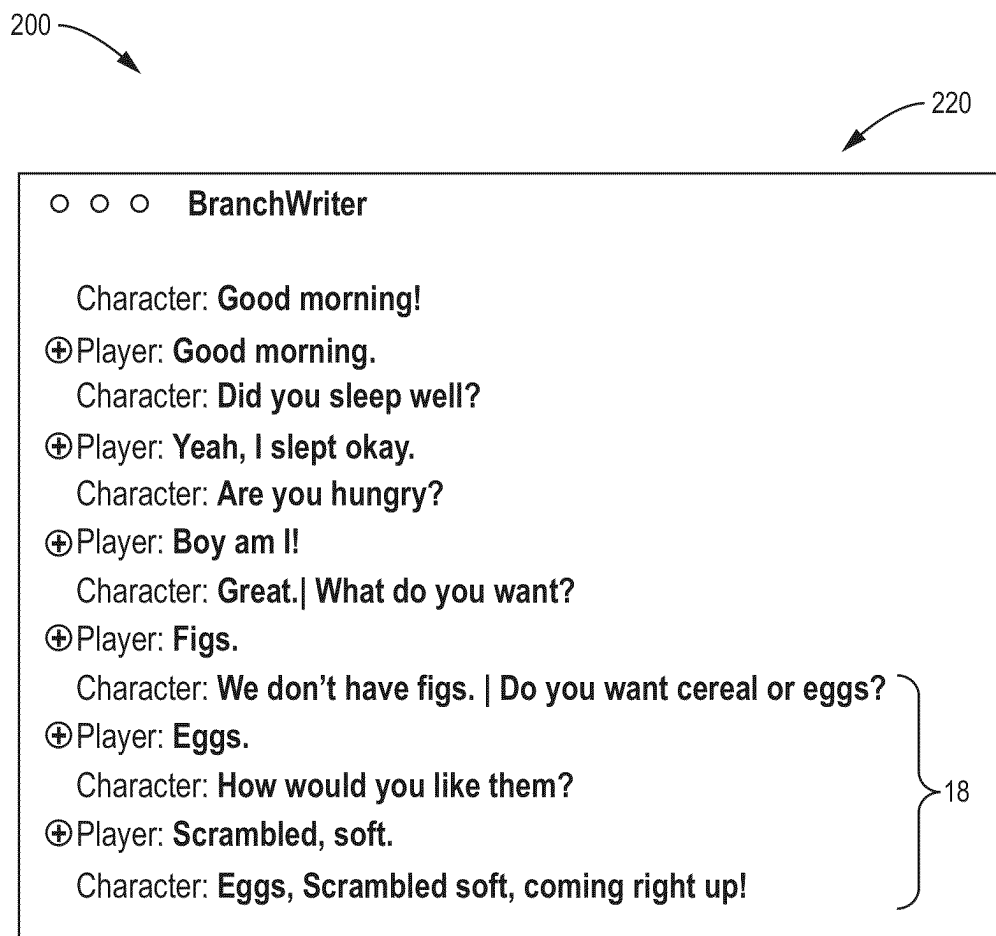 200
220
BranchWriter
Character: Good morning!
Player: Good morning.
Character: Did you sleep well?
Player: Yeah, I slept okay.
Character: Are you hungry?
Player: Boy am I!
Character: Great.| What do you want?
Player: Figs.
Character: We don't have figs. | Do you want cereal or eggs?
Player: Eggs.
Character: How would you like them?
18
Player: Scrambled, soft.
Character: Eggs, Scrambled soft, coming right up!